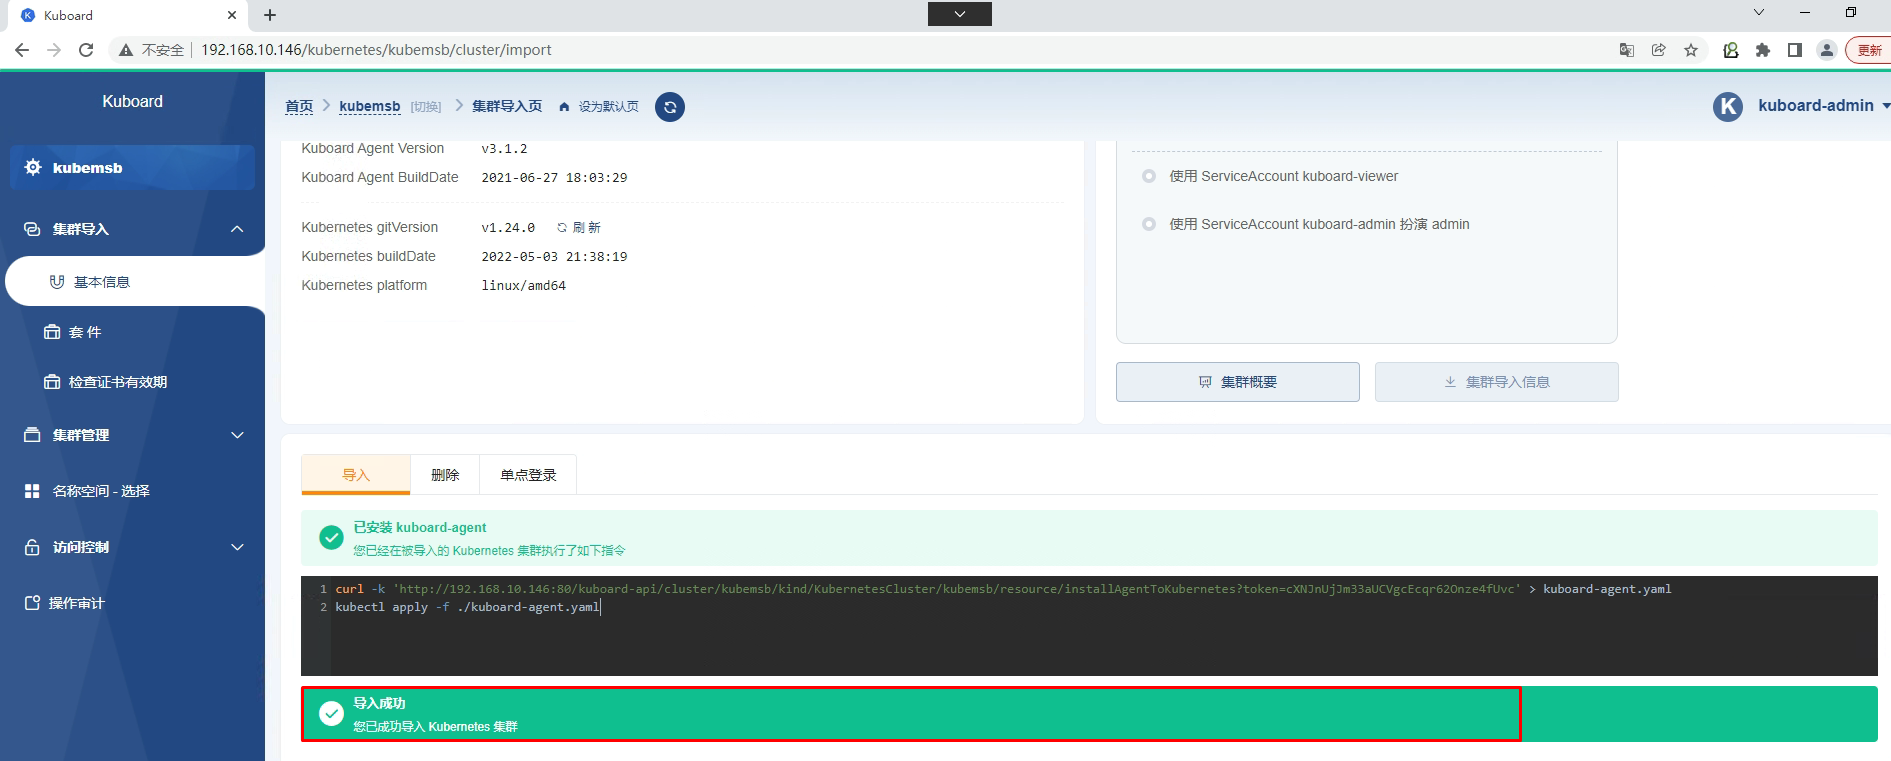 Kuboard
不安全 192.168.10.146/kubernetes/kubemsb/cluster/import 更新
Kuboard
kubemsb
集群导入
基本信息
套 件
检查证书有效期
集群管理
名称空间 - 选择
访问控制
操作审计
首页 kubemsb [切换] 集群导入页 设为默认页
K kuboard-admin
Kuboard Agent Version v3.1.2
Kuboard Agent BuildDate 2021-06-27 18:03:29
Kubernetes gitVersion v1.24.0 刷 新
Kubernetes buildDate 2022-05-03 21:38:19
Kubernetes platform linux/amd64
使用 ServiceAccount kuboard-viewer
使用 ServiceAccount kuboard-admin 扮演 admin
集群概要 集群导入信息
导入 删除 单点登录
已安装 kuboard-agent
您已经在被导入的 Kubernetes 集群执行了如下指令
1 curl -k 'http://192.168.10.146:80/kuboard-api/cluster/kubemsb/kind/KubernetesCluster/kubemsb/resource/installAgentToKubernetes?token=cXNJnUjJm33aUCVgcEcqr62Onze4fUvc' > kuboard-agent.yaml
2 kubectl apply -f ./kuboard-agent.yaml
导入成功
您已成功导入 Kubernetes 集群